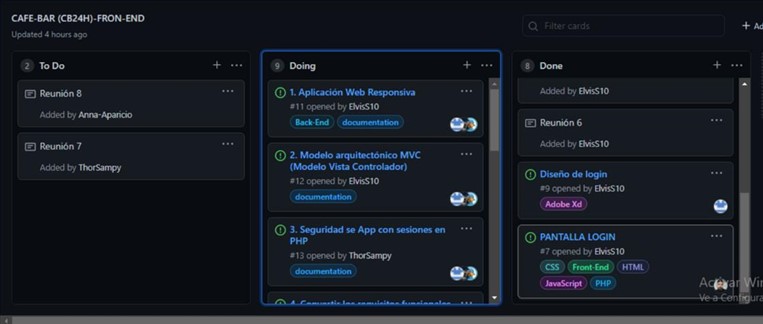 CAFE-BAR (CB24H)-FRON-END
Updated 4 hours ago
Filter cards
+ Ad
2 To Do
Reunión 8
Added by Anna-Aparicio
Reunión 7
Added by ThorSampy
9 Doing
1. Aplicación Web Responsiva
#11 opened by ElvisS10
Back-End documentation
2. Modelo arquitectónico MVC
(Modelo Vista Controlador)
#12 opened by ElvisS10
documentation
3. Seguridad se App con sesiones en
PHP
#13 opened by ThorSampy
documentation
4. Convertir los requisitos funcionales
8 Done
Added by ElvisS10
Reunión 6
Added by ElvisS10
Diseño de login
#9 opened by ElvisS10
Adobe Xd
PANTALLA LOGIN
#7 opened by ElvisS10
CSS Front-End HTML
JavaScript PHP
Activar Win
Ve a Configura